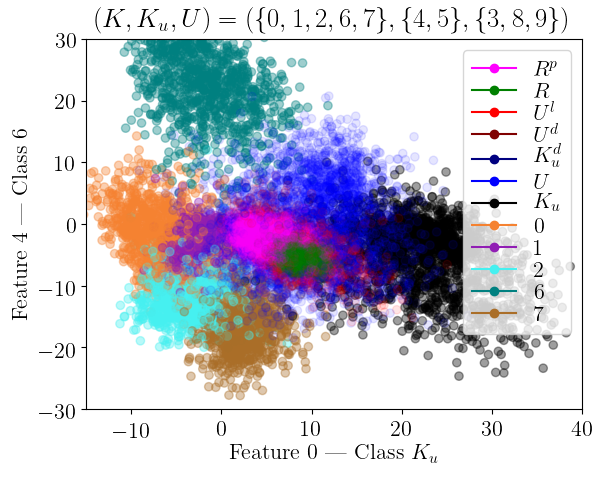 (K, K_u, U) = ({0, 1, 2, 6, 7}, {4, 5}, {3, 8, 9})
30
20
10
0
−10
−20
−30
Feature 4 — Class 6
−10
0
10
20
30
40
Feature 0 — Class K_u
R^p
R
U^l
U^d
K_u^d
U
K_u
0
1
2
6
7